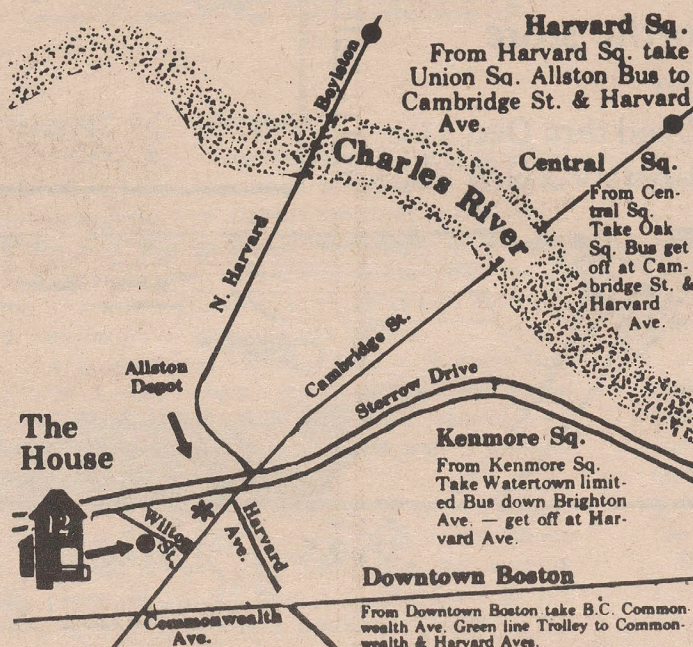 Harvard Sq.
From Harvard Sq. take
Union Sq. Allston Bus to
Cambridge St. & Harvard
Ave.
Boylston
Charles River
Central Sq.
From Cen-
tral Sq.
Take Oak
Sq. Bus get
off at Cam-
bridge St. &
Harvard
Ave.
N. Harvard
Cambridge St.
Storrow Drive
Allston
Depot
The
House
12
Wilton
St.
Harvard
Ave.
Kenmore Sq.
From Kenmore Sq.
Take Watertown limit-
ed Bus down Brighton
Ave. — get off at Har-
vard Ave.
Downtown Boston
From Downtown Boston take B.C. Common-
wealth Ave. Green line Trolley to Common-
wealth & Harvard Aves.
Commonwealth
Ave.